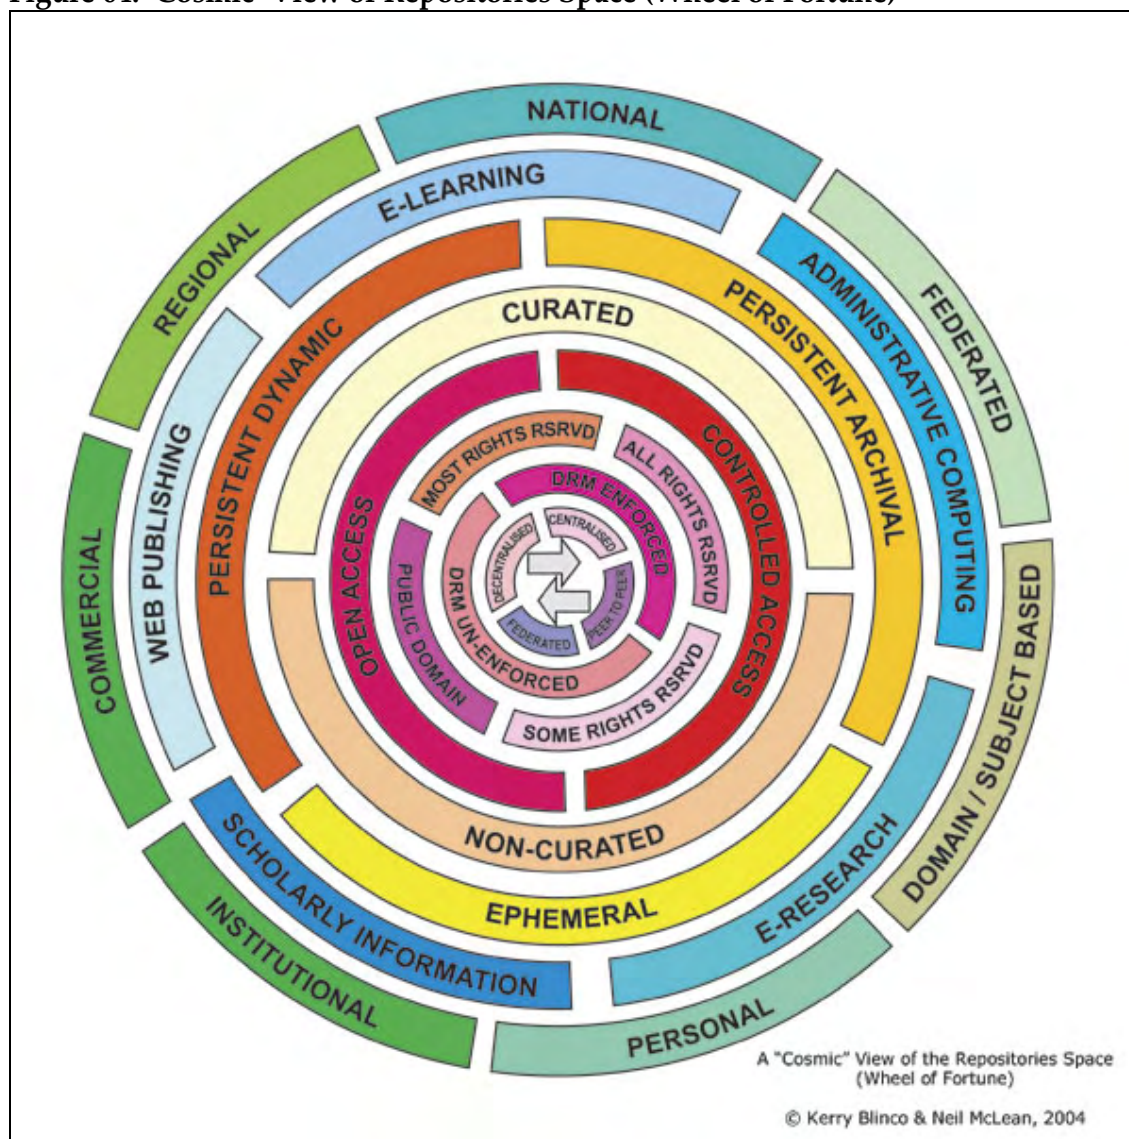 Figure 01. "Cosmic" View of Repositories Space (Wheel of Fortune)
NATIONAL
FEDERATED
DOMAIN / SUBJECT BASED
PERSONAL
INSTITUTIONAL
COMMERCIAL
REGIONAL
E-LEARNING
ADMINISTRATIVE COMPUTING
E-RESEARCH
SCHOLARLY INFORMATION
WEB PUBLISHING
PERSISTENT DYNAMIC
PERSISTENT ARCHIVAL
EPHEMERAL
CURATED
NON-CURATED
OPEN ACCESS
CONTROLLED ACCESS
MOST RIGHTS RSRVD
ALL RIGHTS RSRVD
SOME RIGHTS RSRVD
PUBLIC DOMAIN
DRM ENFORCED
DRM UN-ENFORCED
CENTRALISED
PEER TO PEER
FEDERATED
DECENTRALISED
A "Cosmic" View of the Repositories Space
(Wheel of Fortune)
© Kerry Blinco & Neil McLean, 2004